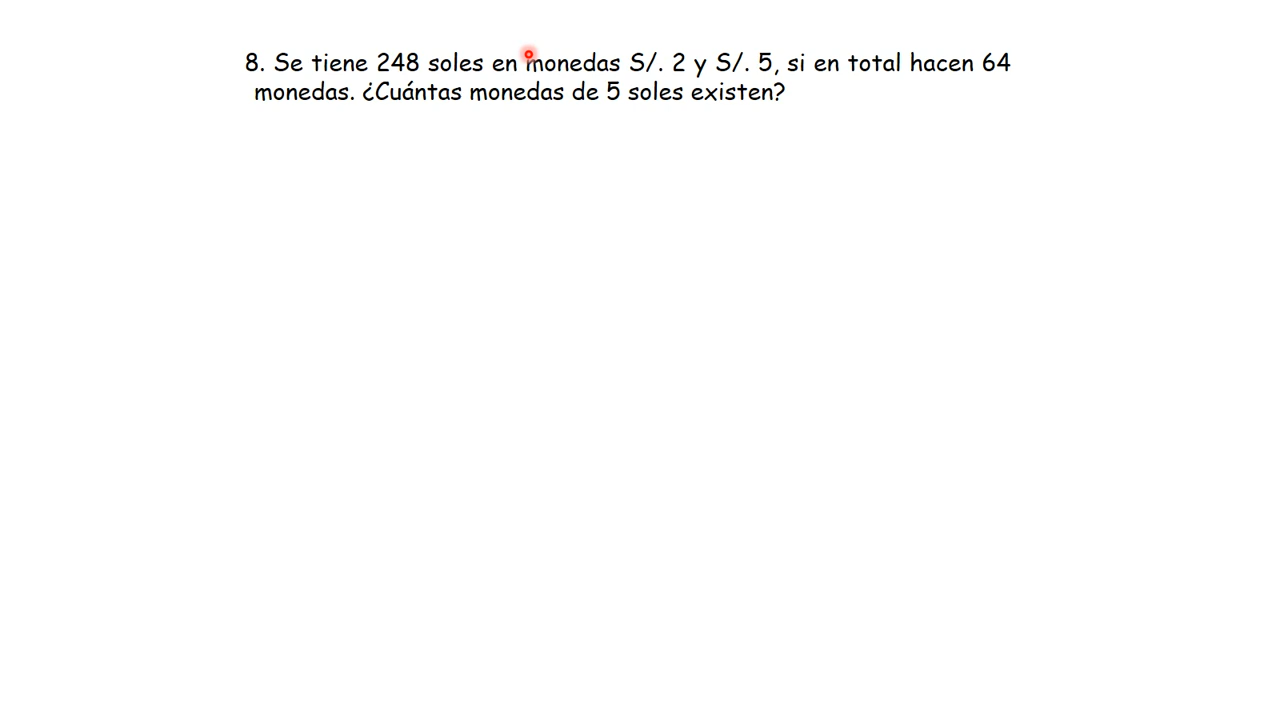 8. Se tiene 248 soles en monedas S/. 2 y S/. 5, si en total hacen 64
monedas. ¿Cuántas monedas de 5 soles existen?